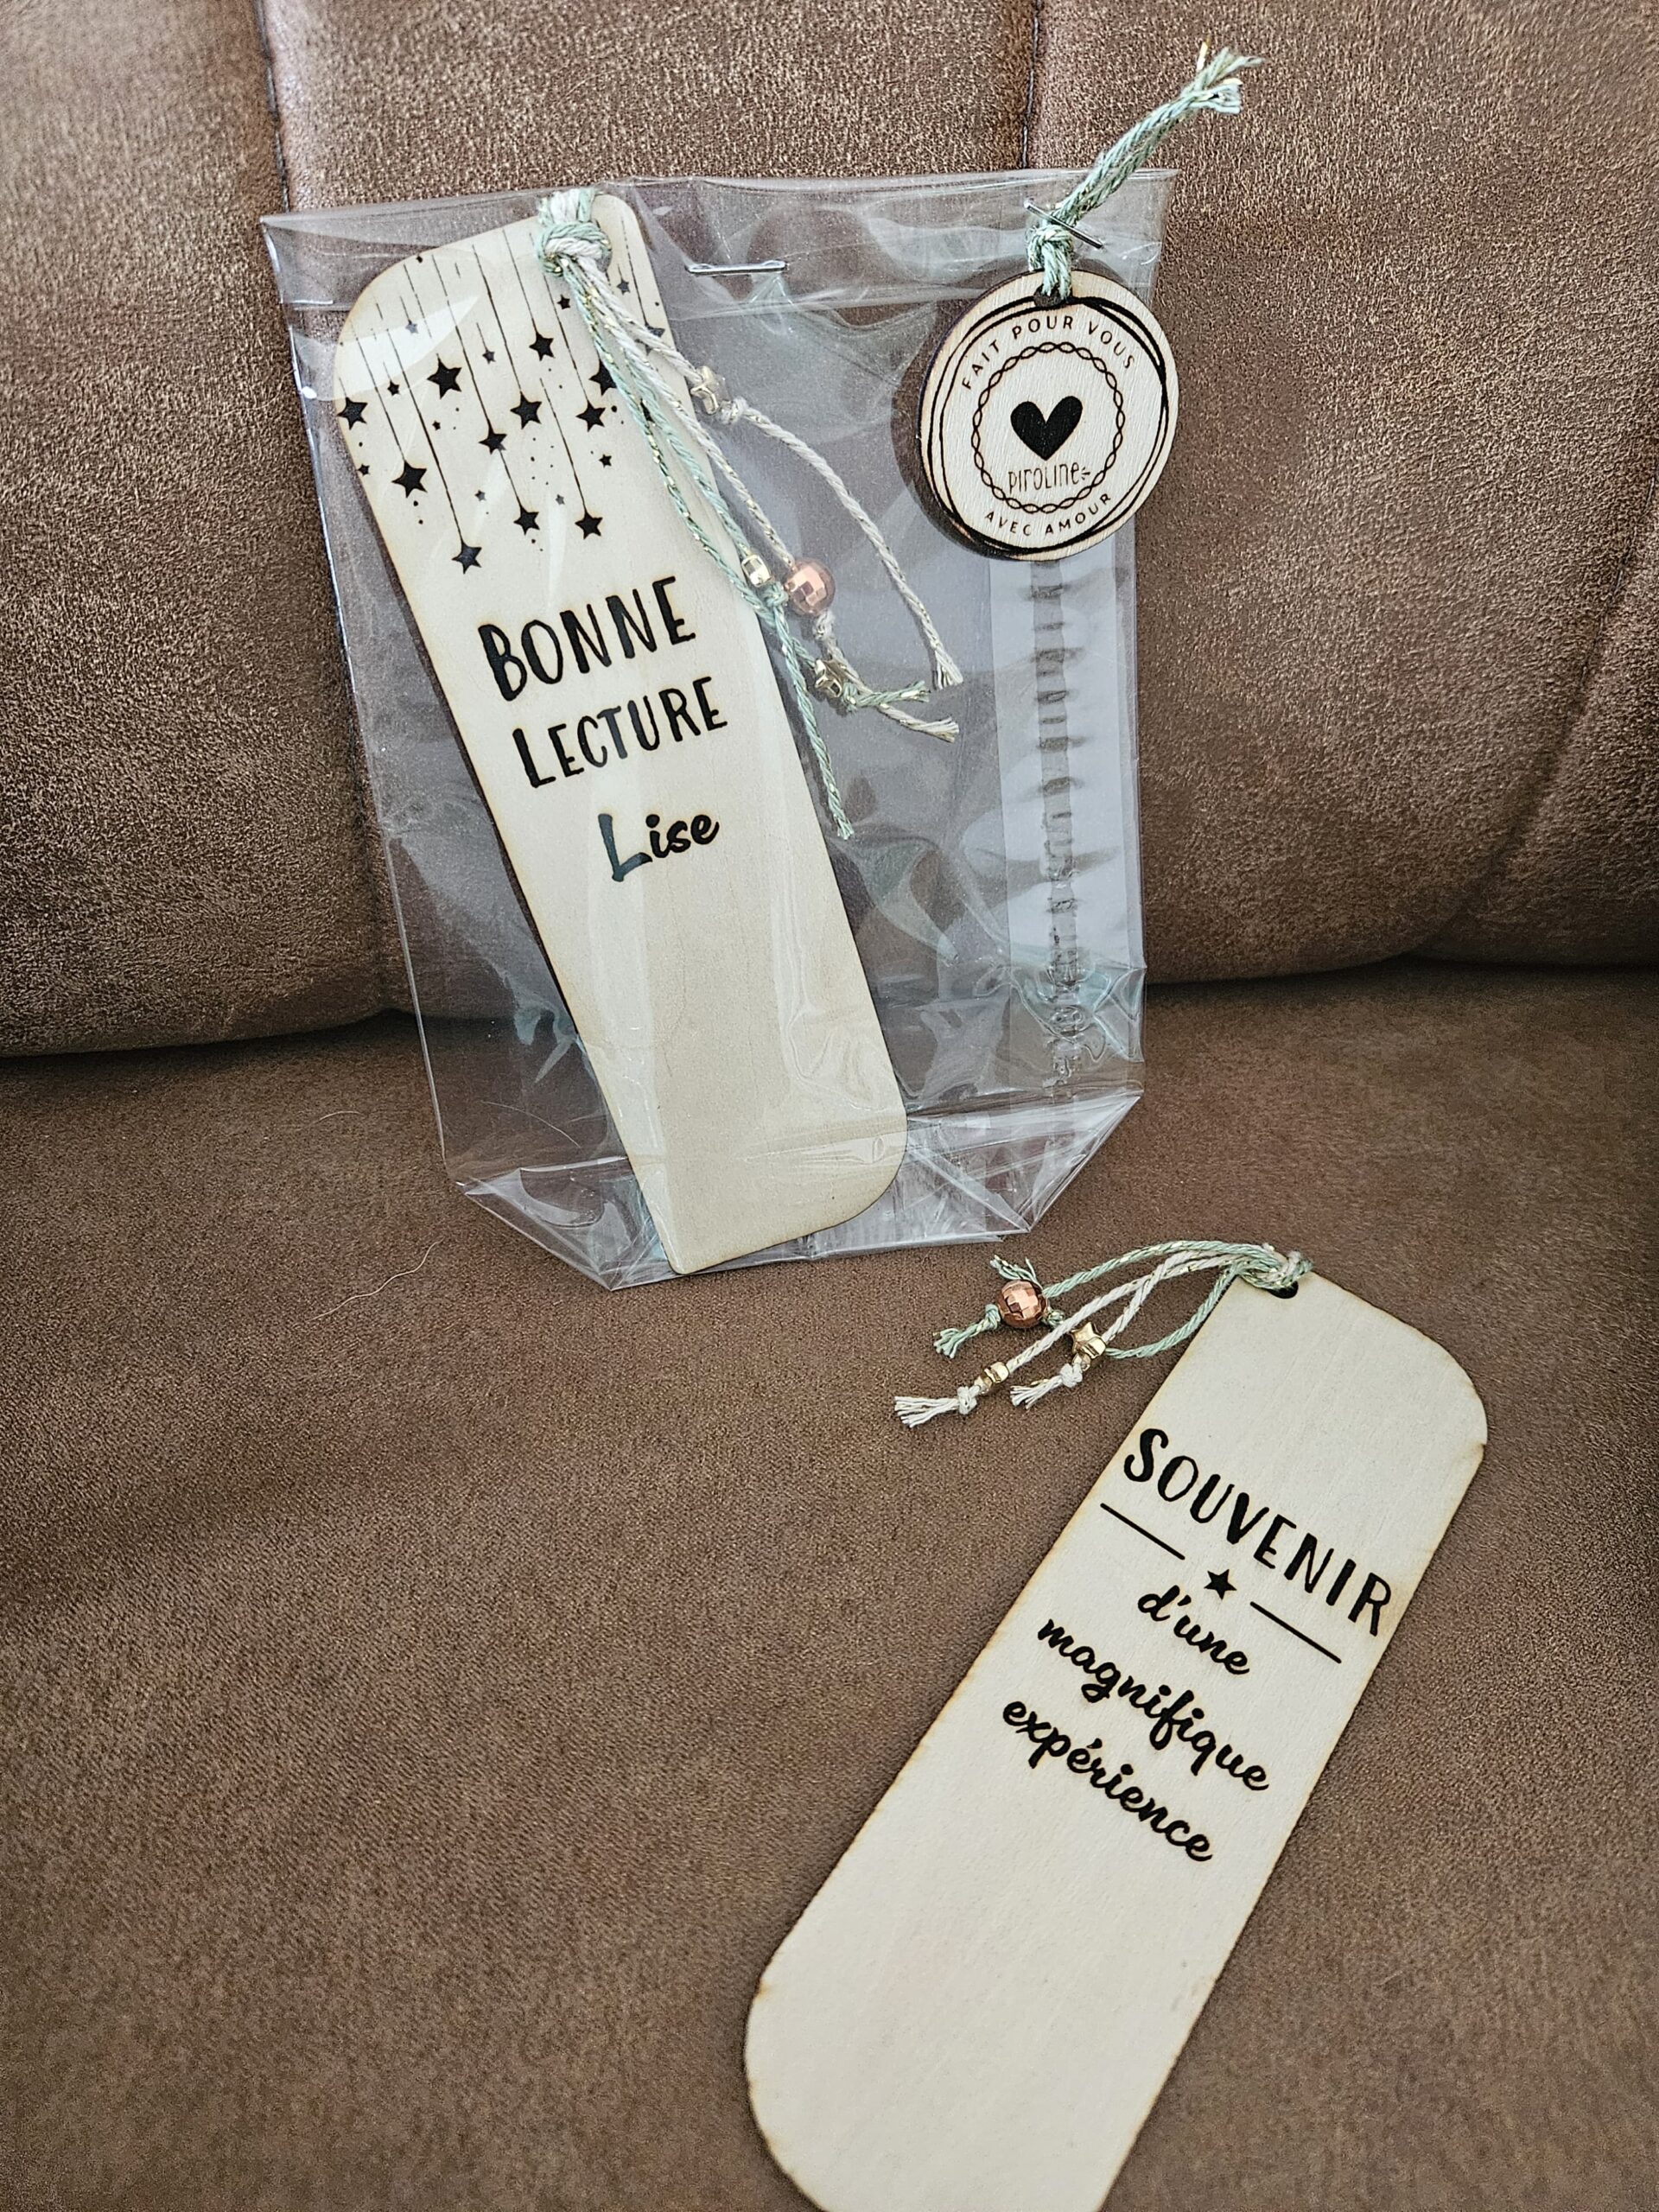 BONNE
LECTURE
Lise
FAIT POUR VOUS
PIROLINE
AVEC AMOUR
SOUVENIR
d'une
magnifique
expérience